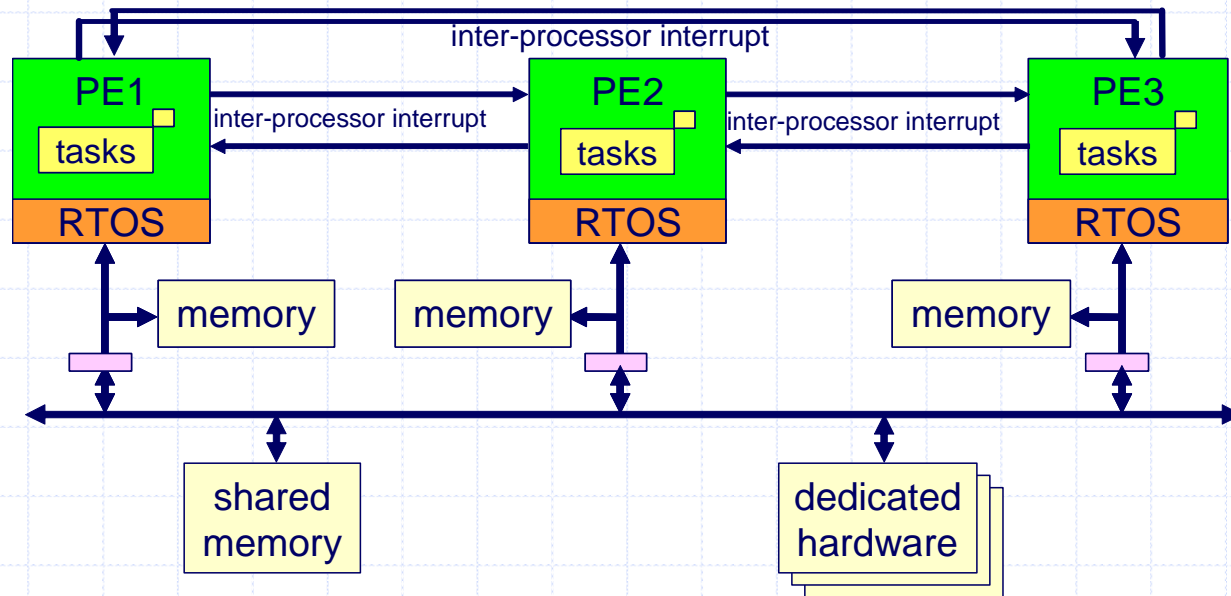 inter-processor interrupt
PE1
PE2
PE3
inter-processor interrupt
inter-processor interrupt
tasks
tasks
tasks
RTOS
RTOS
RTOS
memory
memory
memory
shared
memory
dedicated
hardware